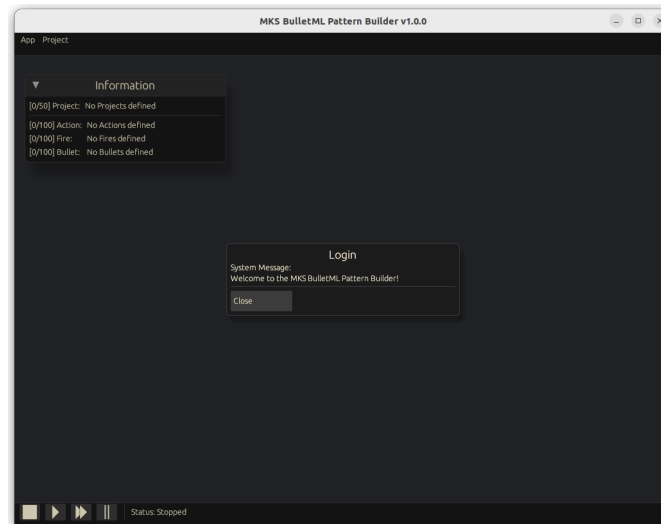 MKS BulletML Pattern Builder v1.0.0
App Project
Information
[0/50] Project: No Projects defined
[0/100] Action: No Actions defined
[0/100] Fire: No Fires defined
[0/100] Bullet: No Bullets defined
Login
System Message:
Welcome to the MKS BulletML Pattern Builder!
Close
Status: Stopped